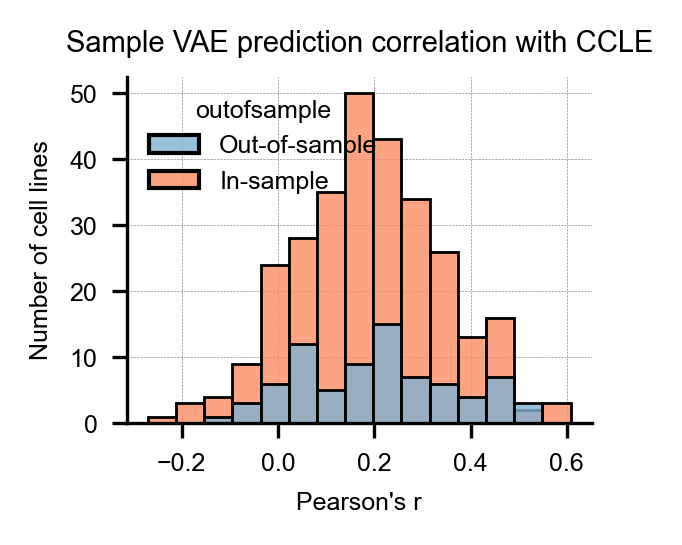 Sample VAE prediction correlation with CCLE
outofsample
Out-of-sample
In-sample
Number of cell lines
50
40
30
20
10
0
−0.2 0.0 0.2 0.4 0.6
Pearson's r